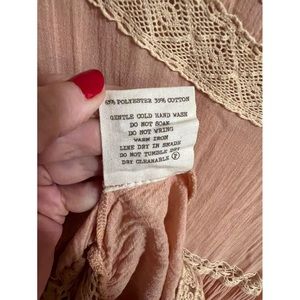 65% POLYESTER 35% COTTON
GENTLE COLD HAND WASH
DO NOT SOAK
DO NOT WRING
WARM IRON
LINE DRY IN SHADE
DO NOT TUMBLE DRY
DRY CLEANABLE Ⓟ